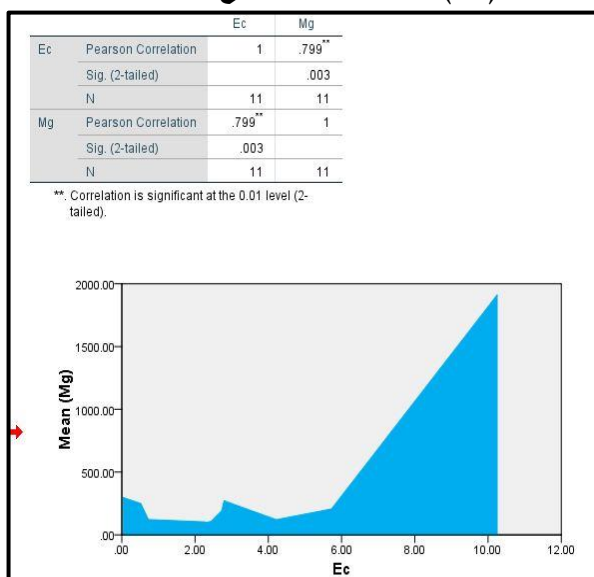 Ec Mg
Ec Pearson Correlation 1 .799**
Sig. (2-tailed) .003
N 11 11
Mg Pearson Correlation .799** 1
Sig. (2-tailed) .003
N 11 11
**. Correlation is significant at the 0.01 level (2-
tailed).
2000.00
1500.00
1000.00
500.00
.00
Mean (Mg)
.00 2.00 4.00 6.00 8.00 10.00 12.00
Ec